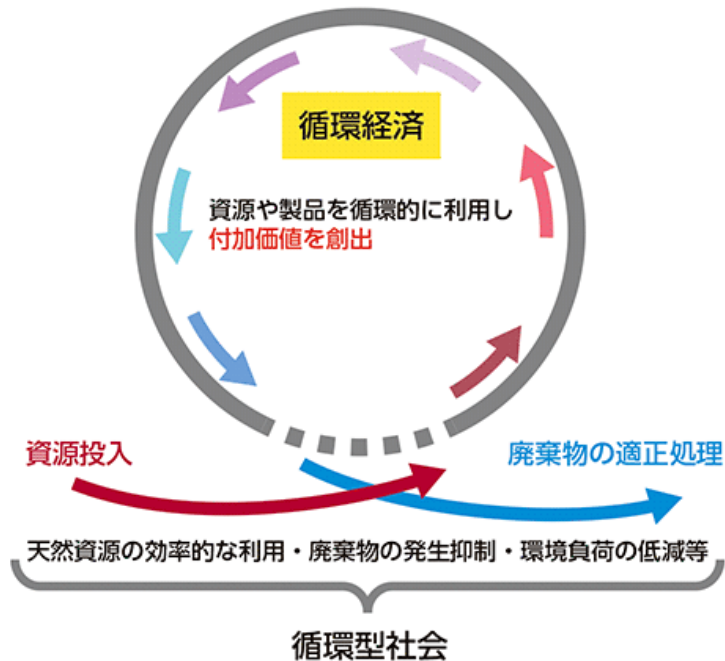 循環経済
資源や製品を循環的に利用し
付加価値を創出
資源投入
廃棄物の適正処理
天然資源の効率的な利用・廃棄物の発生抑制・環境負荷の低減等
循環型社会